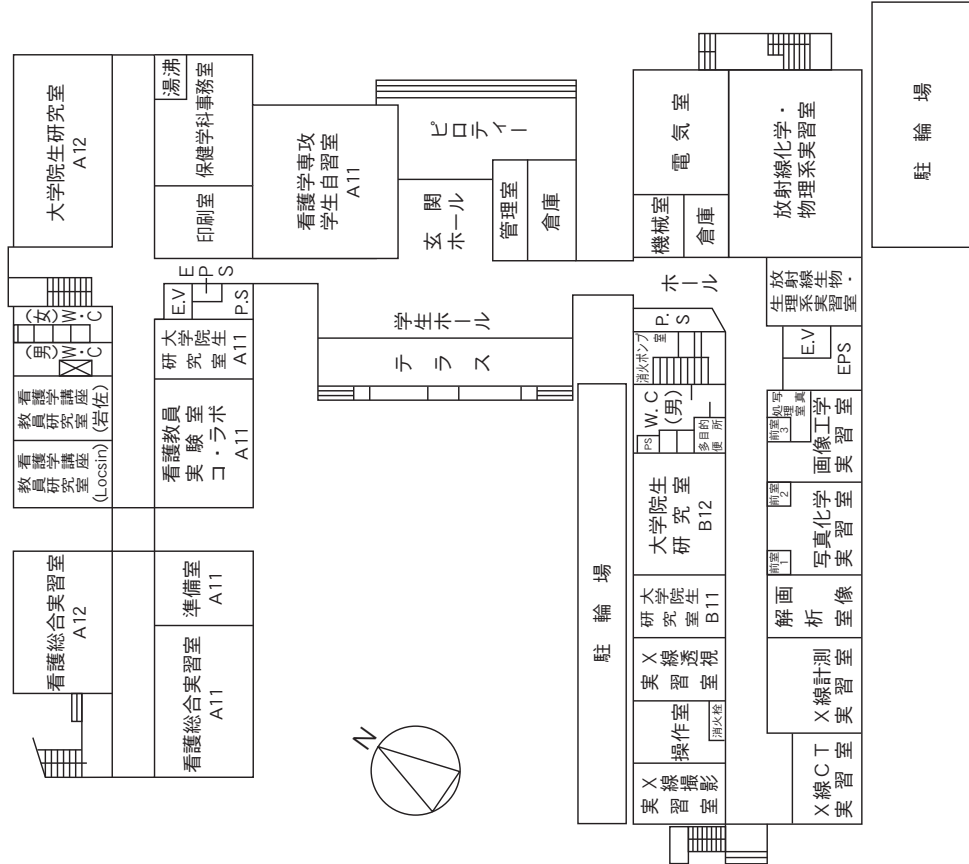 大学院生研究室
A12
湯沸
保健学科事務室
印刷室
看護学専攻
学生自習室
A11
ピロティー
玄関
ホール
管理室
倉庫
電気室
機械室
倉庫
放射線化学・
物理系実習室
駐輪場
(女)
W・C
(男)
W・C
EPS
E.V
P.S
大学院生
研究室
A11
学生ホール
テラス
ホール
P.S
消火ポンプ室
放射線生物・
生理系実習室
E.V
EPS
看護学講座
教員研究室
(岩佐)
看護学講座
教員研究室
(Locsin)
看護教員
実験室
コ・ラボ
A11
PS
W.C
(男)
多目的
便所
写真
処理室
前室3
画像工学
実習室
大学院生
研究室
B12
前室2
写真化学
実習室
前室1
看護総合実習室
A12
準備室
A11
看護総合実習室
A11
駐輪場
大学院生
研究室
B11
画像
解析室
X線透視
実習室
X線計測
実習室
操作室
消火栓
X線撮影
実習室
X線CT
実習室
N